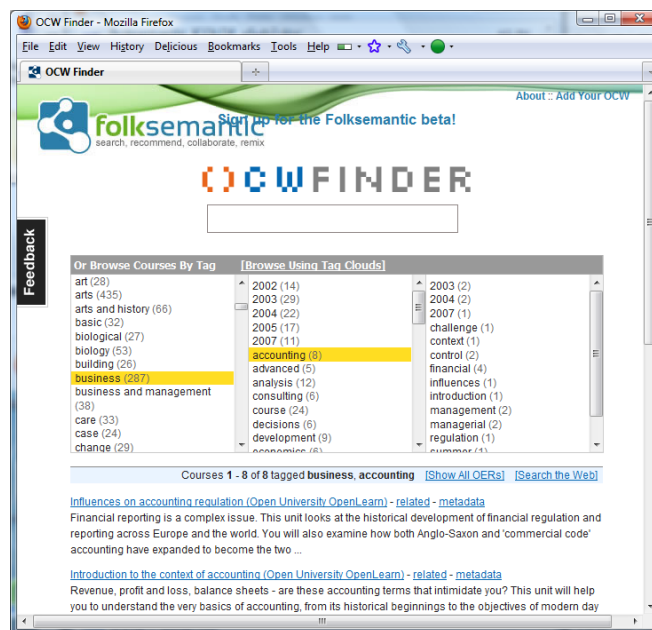 OCW Finder - Mozilla Firefox
File Edit View History Delicious Bookmarks Tools Help
OCW Finder
About :: Add Your OCW
folksemantic
Sign up for the Folksemantic beta!
search, recommend, collaborate, remix
OCWFINDER
Feedback
Or Browse Courses By Tag [Browse Using Tag Clouds]
art (28)
arts (435)
arts and history (66)
basic (32)
biological (27)
biology (53)
building (26)
business (287)
business and management
(38)
care (33)
case (24)
change (29)
2002 (14)
2003 (29)
2004 (22)
2005 (17)
2007 (11)
accounting (8)
advanced (5)
analysis (12)
consulting (6)
course (24)
decisions (6)
development (9)
economics (6)
2003 (2)
2004 (2)
2007 (1)
challenge (1)
context (1)
control (2)
financial (4)
influences (1)
introduction (1)
management (2)
managerial (2)
regulation (1)
summer (1)
Courses 1 - 8 of 8 tagged business, accounting [Show All OERs] [Search the Web]
Influences on accounting regulation (Open University OpenLearn) - related - metadata
Financial reporting is a complex issue. This unit looks at the historical development of financial regulation and
reporting across Europe and the world. You will also examine how both Anglo-Saxon and 'commercial code'
accounting have expanded to become the two ...
Introduction to the context of accounting (Open University OpenLearn) - related - metadata
Revenue, profit and loss, balance sheets - are these accounting terms that intimidate you? This unit will help
you to understand the very basics of accounting, from its historical beginnings to the objectives of modern day